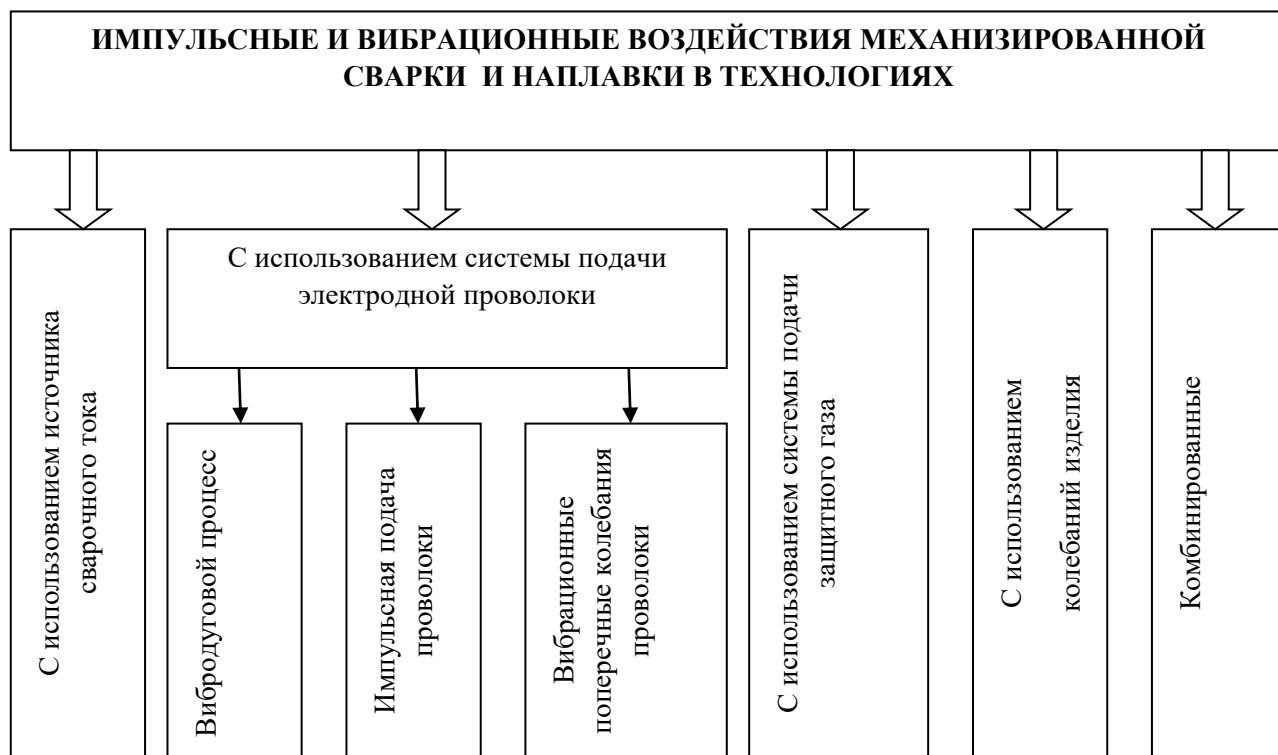 ИМПУЛЬСНЫЕ И ВИБРАЦИОННЫЕ ВОЗДЕЙСТВИЯ МЕХАНИЗИРОВАННОЙ
СВАРКИ И НАПЛАВКИ В ТЕХНОЛОГИЯХ
С использованием источника
сварочного тока
С использованием системы подачи
электродной проволоки
Вибродуговой процесс
Импульсная подача
проволоки
Вибрационные
поперечные колебания
проволоки
С использованием системы подачи
защитного газа
С использованием
колебаний изделия
Комбинированные